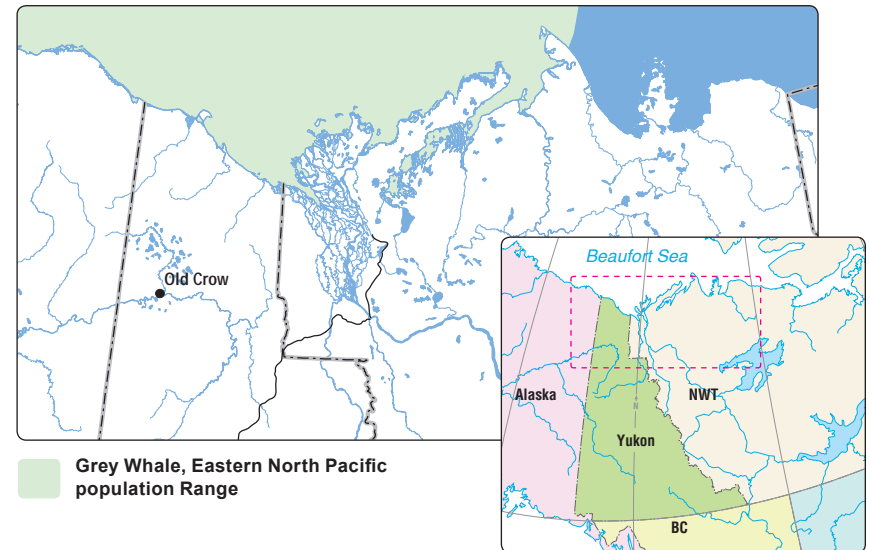 Old Crow
Beaufort Sea
Alaska
NWT
N
Yukon
BC
Grey Whale, Eastern North Pacific
population Range